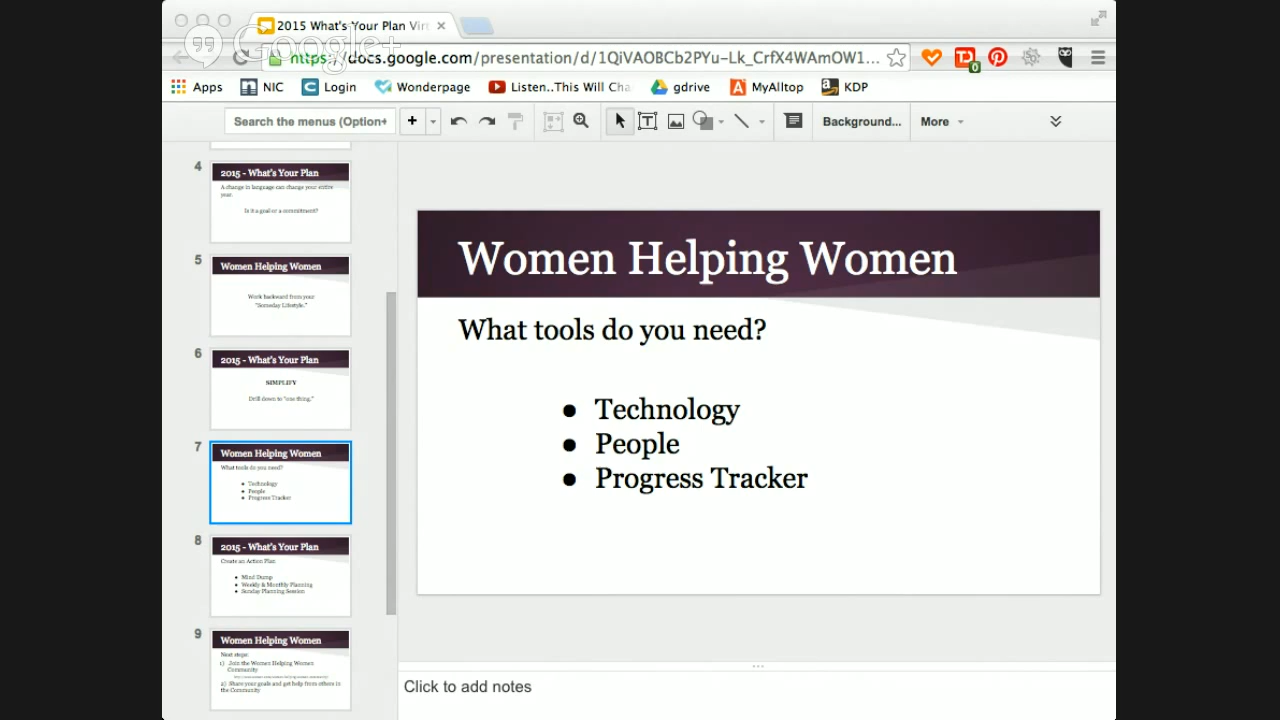 2015 What's Your Plan Virt
Google+
https://docs.google.com/presentation/d/1QiVAOBCb2PYu-Lk_CrfX4WAmOW1...
Apps NIC Login Wonderpage Listen..This Will Cha gdrive MyAlltop KDP
Search the menus (Option+ Background... More
4
2015 - What's Your Plan
A change in language can change your entire
year.
Is it a goal or a commitment?
5
Women Helping Women
Work backward from your
"Someday Lifestyle."
6
2015 - What's Your Plan
SIMPLIFY
Drill down to "one thing."
7
Women Helping Women
What tools do you need?
● Technology
● People
● Progress Tracker
8
2015 - What's Your Plan
Create an Action Plan
● Mind Dump
● Weekly & Monthly Planning
● Sunday Planning Session
9
Women Helping Women
Next steps:
1) Join the Women Helping Women
Community
2) Share your goals and get help from others in
the Community
Women Helping Women
What tools do you need?
● Technology
● People
● Progress Tracker
Click to add notes